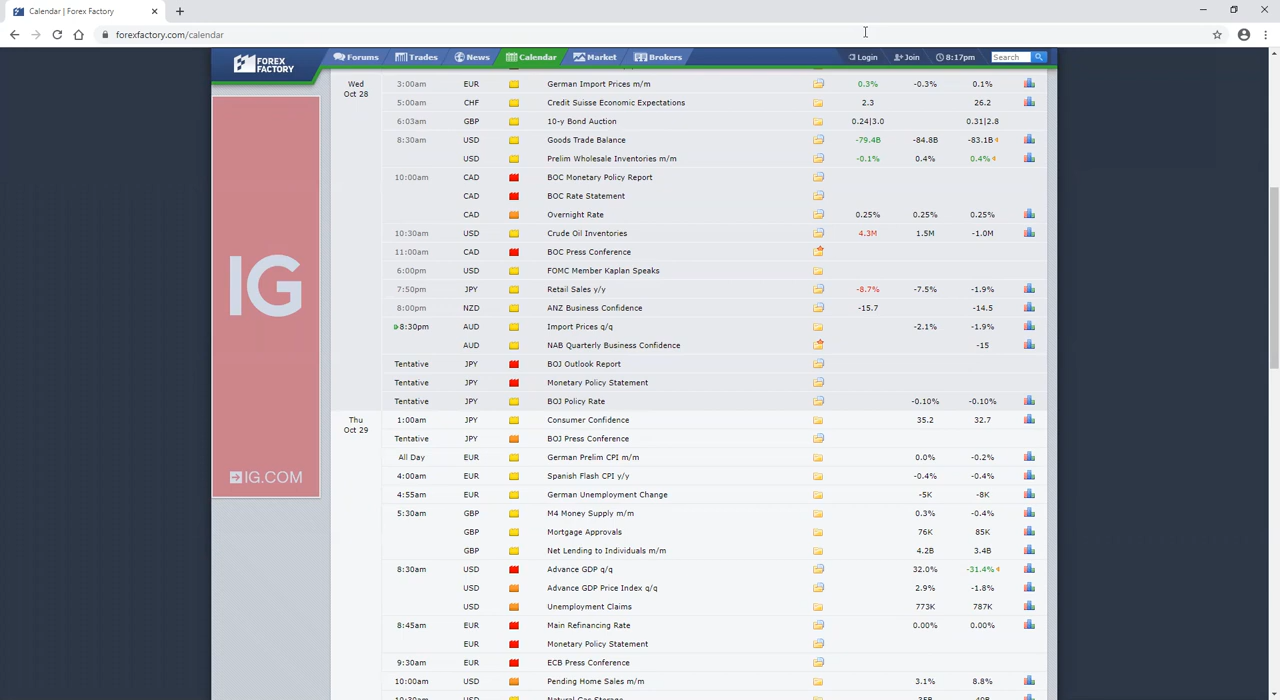 Calendar | Forex Factory
forexfactory.com/calendar
FOREX FACTORY Forums Trades News Calendar Market Brokers Login Join 8:17pm Search
Wed Oct 28 3:00am EUR German Import Prices m/m 0.3% -0.3% 0.1%
5:00am CHF Credit Suisse Economic Expectations 2.3 26.2
6:03am GBP 10-y Bond Auction 0.24|3.0 0.31|2.8
8:30am USD Goods Trade Balance -79.4B -84.8B -83.1B
USD Prelim Wholesale Inventories m/m -0.1% 0.4% 0.4%
10:00am CAD BOC Monetary Policy Report
CAD BOC Rate Statement
CAD Overnight Rate 0.25% 0.25% 0.25%
10:30am USD Crude Oil Inventories 4.3M 1.5M -1.0M
11:00am CAD BOC Press Conference
6:00pm USD FOMC Member Kaplan Speaks
7:50pm JPY Retail Sales y/y -8.7% -7.5% -1.9%
8:00pm NZD ANZ Business Confidence -15.7 -14.5
8:30pm AUD Import Prices q/q -2.1% -1.9%
AUD NAB Quarterly Business Confidence -15
Tentative JPY BOJ Outlook Report
Tentative JPY Monetary Policy Statement
Tentative JPY BOJ Policy Rate -0.10% -0.10%
Thu Oct 29 1:00am JPY Consumer Confidence 35.2 32.7
Tentative JPY BOJ Press Conference
All Day EUR German Prelim CPI m/m 0.0% -0.2%
4:00am EUR Spanish Flash CPI y/y -0.4% -0.4%
4:55am EUR German Unemployment Change -5K -8K
5:30am GBP M4 Money Supply m/m 0.3% -0.4%
GBP Mortgage Approvals 76K 85K
GBP Net Lending to Individuals m/m 4.2B 3.4B
8:30am USD Advance GDP q/q 32.0% -31.4%
USD Advance GDP Price Index q/q 2.9% -1.8%
USD Unemployment Claims 773K 787K
8:45am EUR Main Refinancing Rate 0.00% 0.00%
EUR Monetary Policy Statement
9:30am EUR ECB Press Conference
10:00am USD Pending Home Sales m/m 3.1% 8.8%
IG
IG.COM